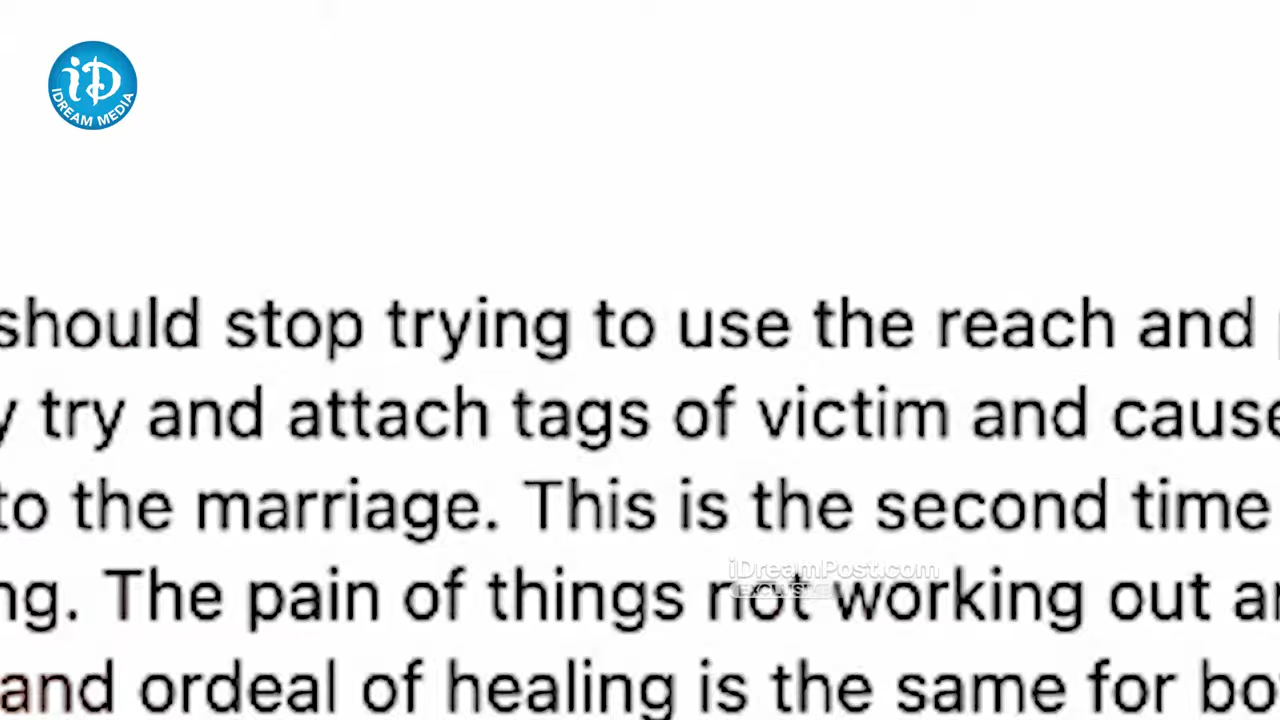 iD
IDREAM MEDIA
should stop trying to use the reach and
try and attach tags of victim and cause
to the marriage. This is the second time
ng. The pain of things not working out
iDreamPost.com
EXCLUSIVE
and ordeal of healing is the same for